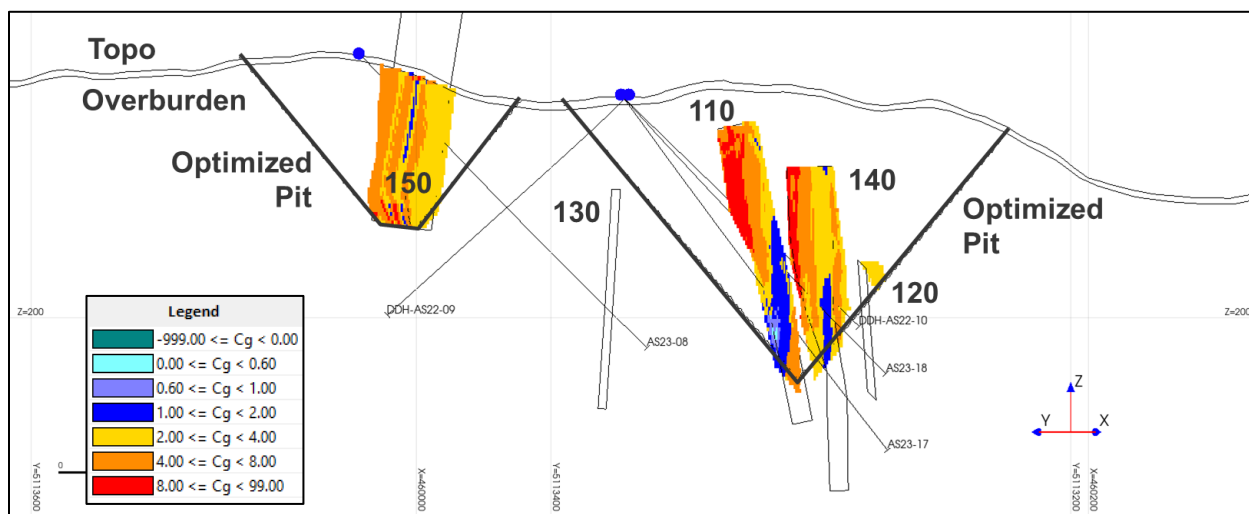 Topo
Overburden
Optimized
Pit
150
130
110
140
120
Optimized
Pit
Z=200
Z=200
DDH-AS22-09
AS23-08
DDH-AS22-10
AS23-18
AS23-17
Legend
-999.00 <= Cg < 0.00
0.00 <= Cg < 0.60
0.60 <= Cg < 1.00
1.00 <= Cg < 2.00
2.00 <= Cg < 4.00
4.00 <= Cg < 8.00
8.00 <= Cg < 99.00
0
Z
Y
X
Y=5113600
X=460000
Y=5113400
Y=5113200
X=460200